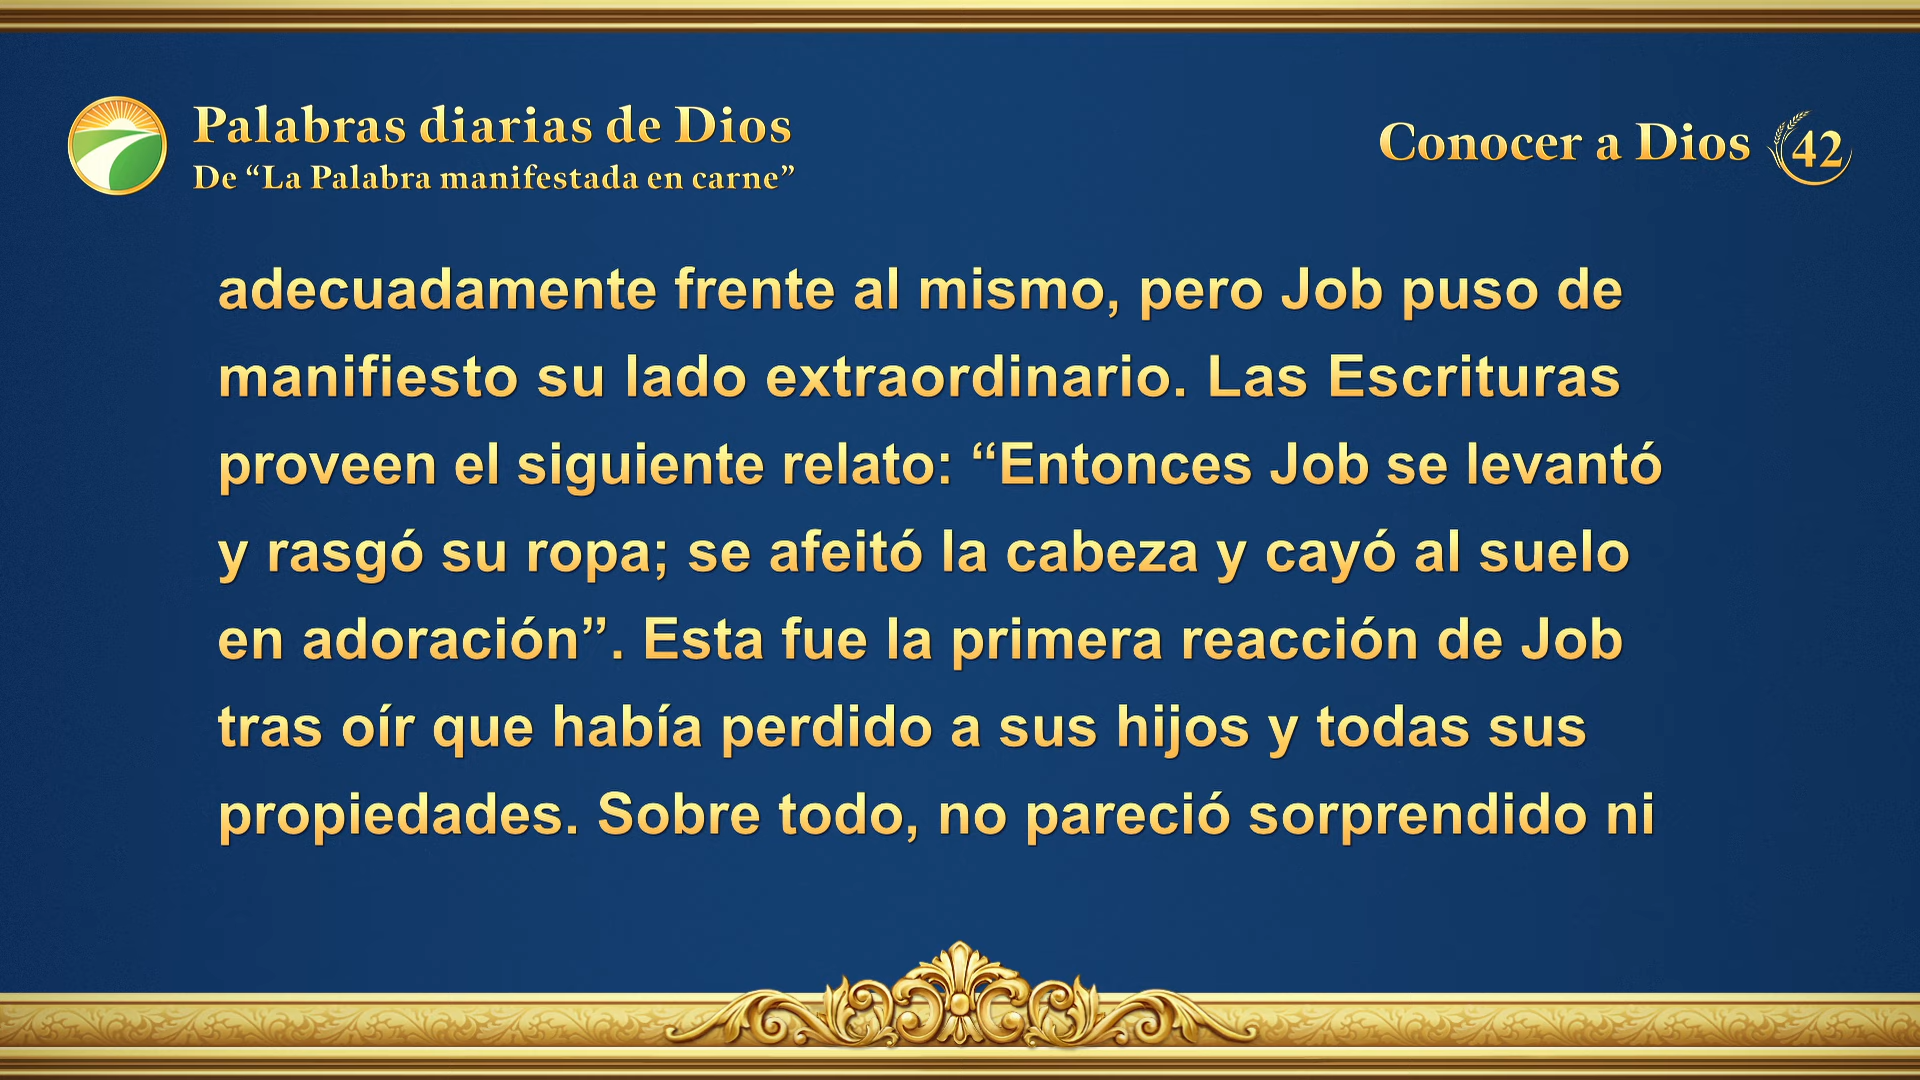 Palabras diarias de Dios
De “La Palabra manifestada en carne”
Conocer a Dios 42
adecuadamente frente al mismo, pero Job puso de
manifiesto su lado extraordinario. Las Escrituras
proveen el siguiente relato: “Entonces Job se levantó
y rasgó su ropa; se afeitó la cabeza y cayó al suelo
en adoración”. Esta fue la primera reacción de Job
tras oír que había perdido a sus hijos y todas sus
propiedades. Sobre todo, no pareció sorprendido ni